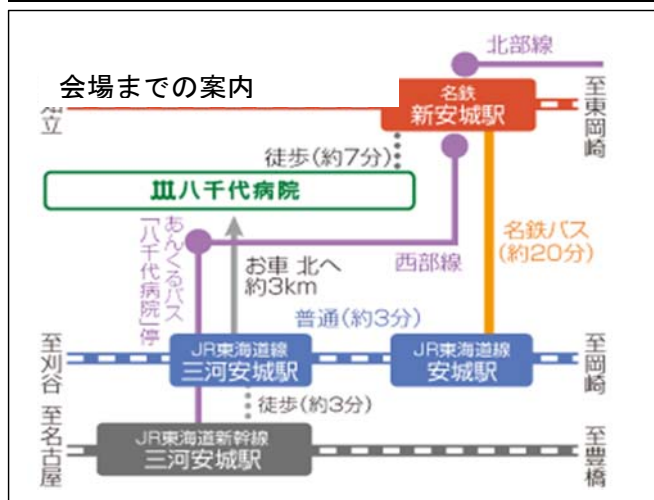 北部線
会場までの案内
名鉄
新安城駅
知立
至東岡崎
徒歩(約7分)
八千代病院
あんくるバス
「八千代病院」停
お車 北へ
約3km
西部線
名鉄バス
(約20分)
普通(約3分)
至刈谷
JR東海道線
三河安城駅
JR東海道線
安城駅
至岡崎
徒歩(約3分)
至名古屋
JR東海道新幹線
三河安城駅
至豊橋